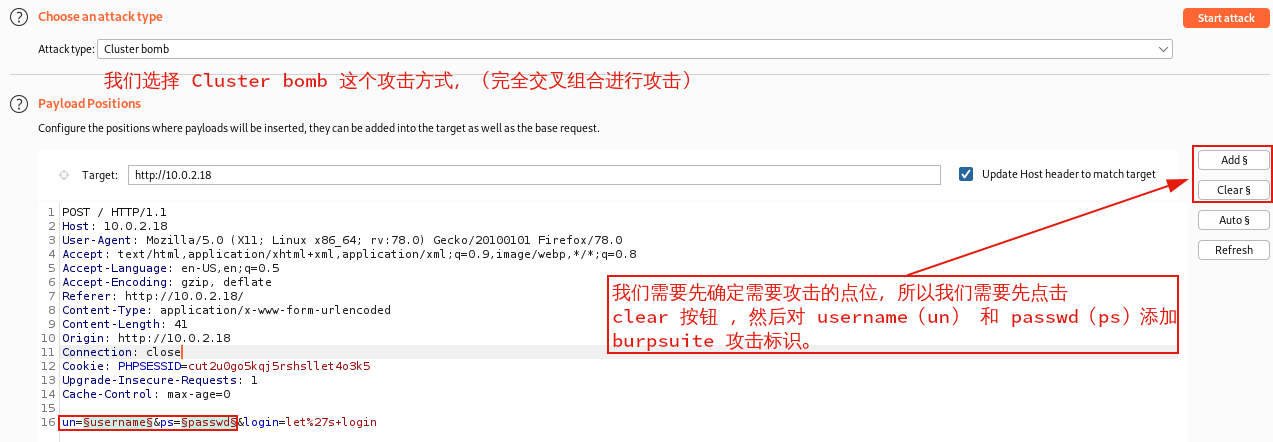 ? Choose an attack type
Start attack
Attack type: Cluster bomb
我们选择 Cluster bomb 这个攻击方式，（完全交叉组合进行攻击）
? Payload Positions
Configure the positions where payloads will be inserted, they can be added into the target as well as the base request.
Target: http://10.0.2.18
Update Host header to match target
Add §
Clear §
Auto §
Refresh
1 POST / HTTP/1.1
2 Host: 10.0.2.18
3 User-Agent: Mozilla/5.0 (X11; Linux x86_64; rv:78.0) Gecko/20100101 Firefox/78.0
4 Accept: text/html,application/xhtml+xml,application/xml;q=0.9,image/webp,*/*;q=0.8
5 Accept-Language: en-US,en;q=0.5
6 Accept-Encoding: gzip, deflate
7 Referer: http://10.0.2.18/
8 Content-Type: application/x-www-form-urlencoded
9 Content-Length: 41
10 Origin: http://10.0.2.18
11 Connection: close
12 Cookie: PHPSESSID=cut2u0go5kqj5rshsllet4o3k5
13 Upgrade-Insecure-Requests: 1
14 Cache-Control: max-age=0
15
16 un=§username§&ps=§passwd§&login=let%27s+login
我们需要先确定需要攻击的点位，所以我们需要先点击
clear 按钮 ，然后对 username（un） 和 passwd（ps）添加
burpsuite 攻击标识。